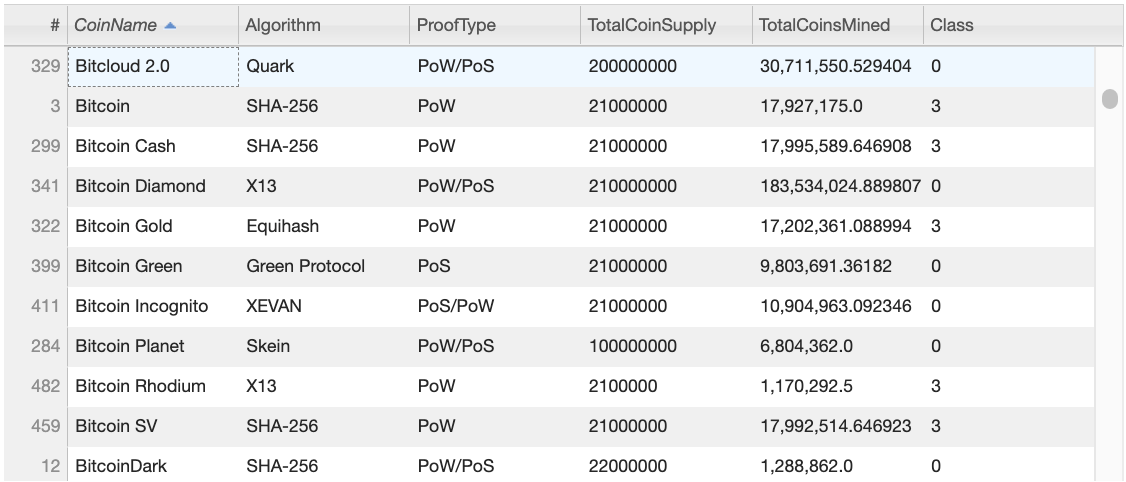 # CoinName Algorithm ProofType TotalCoinSupply TotalCoinsMined Class
329 Bitcloud 2.0 Quark PoW/PoS 200000000 30,711,550.529404 0
3 Bitcoin SHA-256 PoW 21000000 17,927,175.0 3
299 Bitcoin Cash SHA-256 PoW 21000000 17,995,589.646908 3
341 Bitcoin Diamond X13 PoW/PoS 210000000 183,534,024.889807 0
322 Bitcoin Gold Equihash PoW 21000000 17,202,361.088994 3
399 Bitcoin Green Green Protocol PoS 21000000 9,803,691.36182 0
411 Bitcoin Incognito XEVAN PoS/PoW 21000000 10,904,963.092346 0
284 Bitcoin Planet Skein PoW/PoS 100000000 6,804,362.0 0
482 Bitcoin Rhodium X13 PoW 2100000 1,170,292.5 3
459 Bitcoin SV SHA-256 PoW 21000000 17,992,514.646923 3
12 BitcoinDark SHA-256 PoW/PoS 22000000 1,288,862.0 0